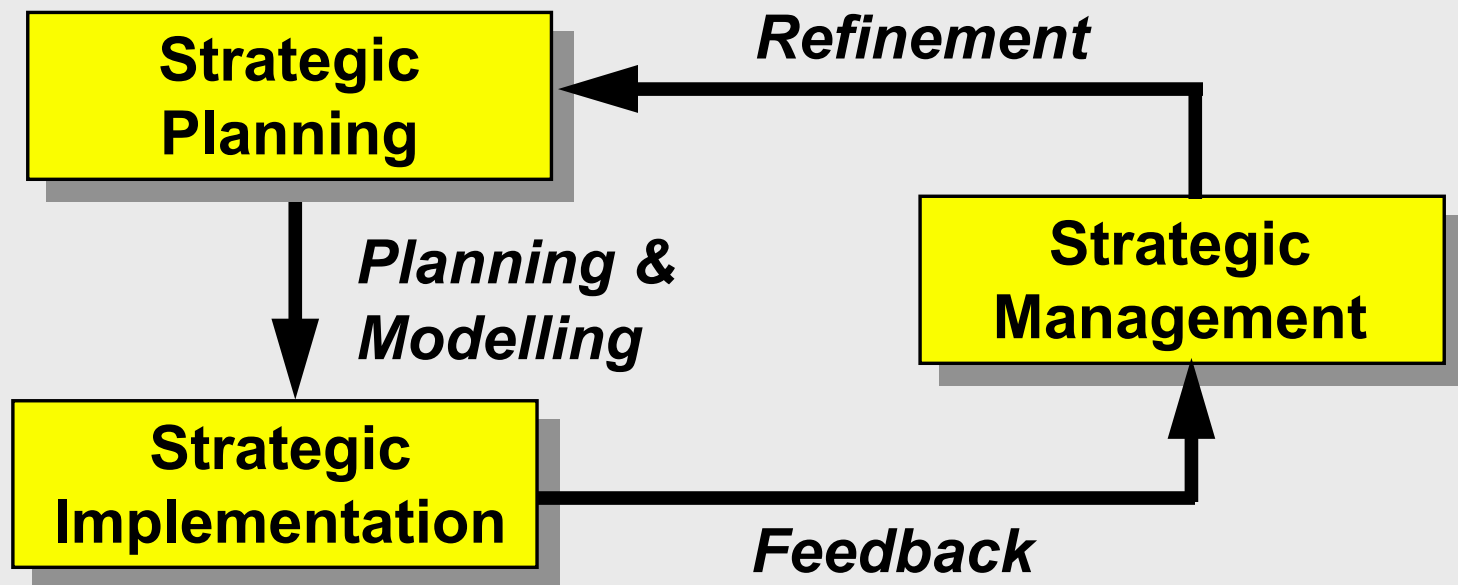 Strategic
Planning
Refinement
Planning &
Modelling
Strategic
Management
Strategic
Implementation
Feedback